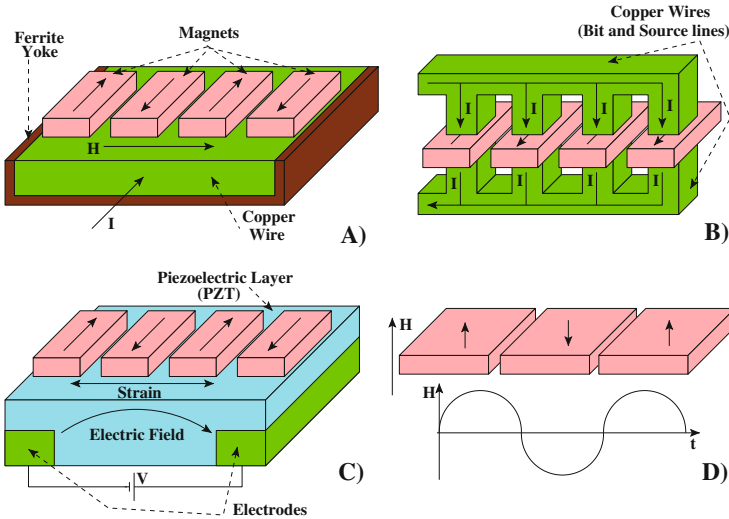 Ferrite
Yoke
Magnets
H
I
Copper
Wire
A)
Copper Wires
(Bit and Source lines)
I
I
I
I
I
I
I
I
B)
Piezoelectric Layer
(PZT)
Strain
Electric Field
V
Electrodes
C)
H
H
t
D)